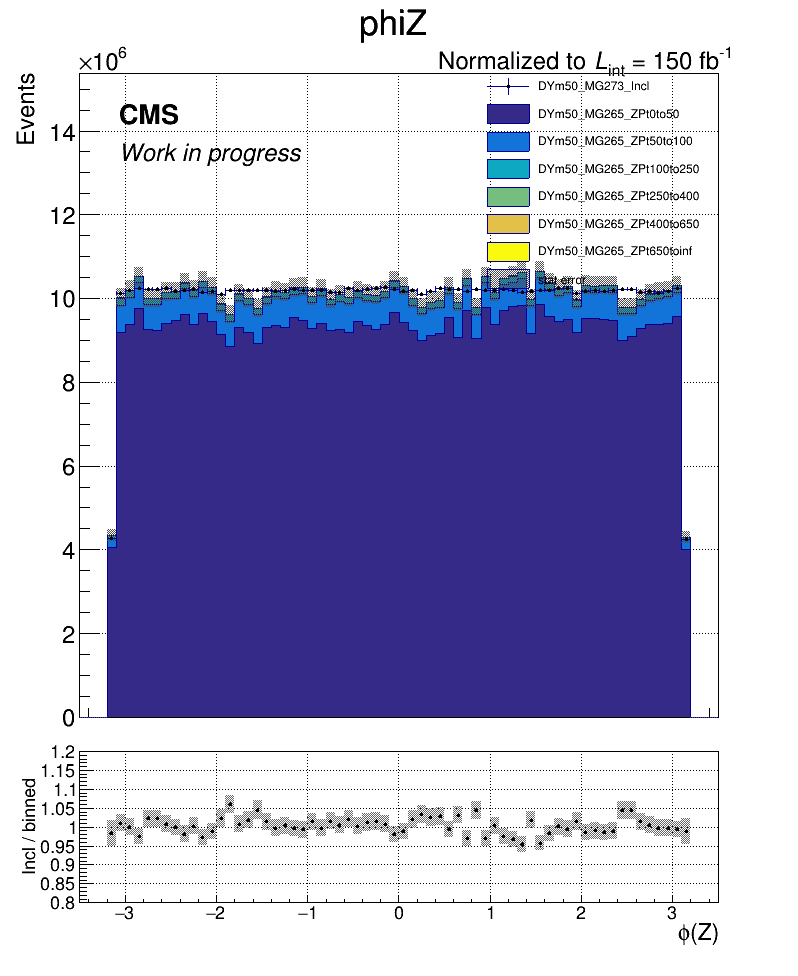 phiZ
×10⁶
Normalized to L_int = 150 fb⁻¹
Events
CMS
Work in progress
DYm50_MG273_Incl
DYm50_MG265_ZPt0to50
DYm50_MG265_ZPt50to100
DYm50_MG265_ZPt100to250
DYm50_MG265_ZPt250to400
DYm50_MG265_ZPt400to650
DYm50_MG265_ZPt650toinf
stat error
14
12
10
8
6
4
2
0
Incl / binned
1.2
1.15
1.1
1.05
1
0.95
0.9
0.85
0.8
−3 −2 −1 0 1 2 3
ϕ(Z)